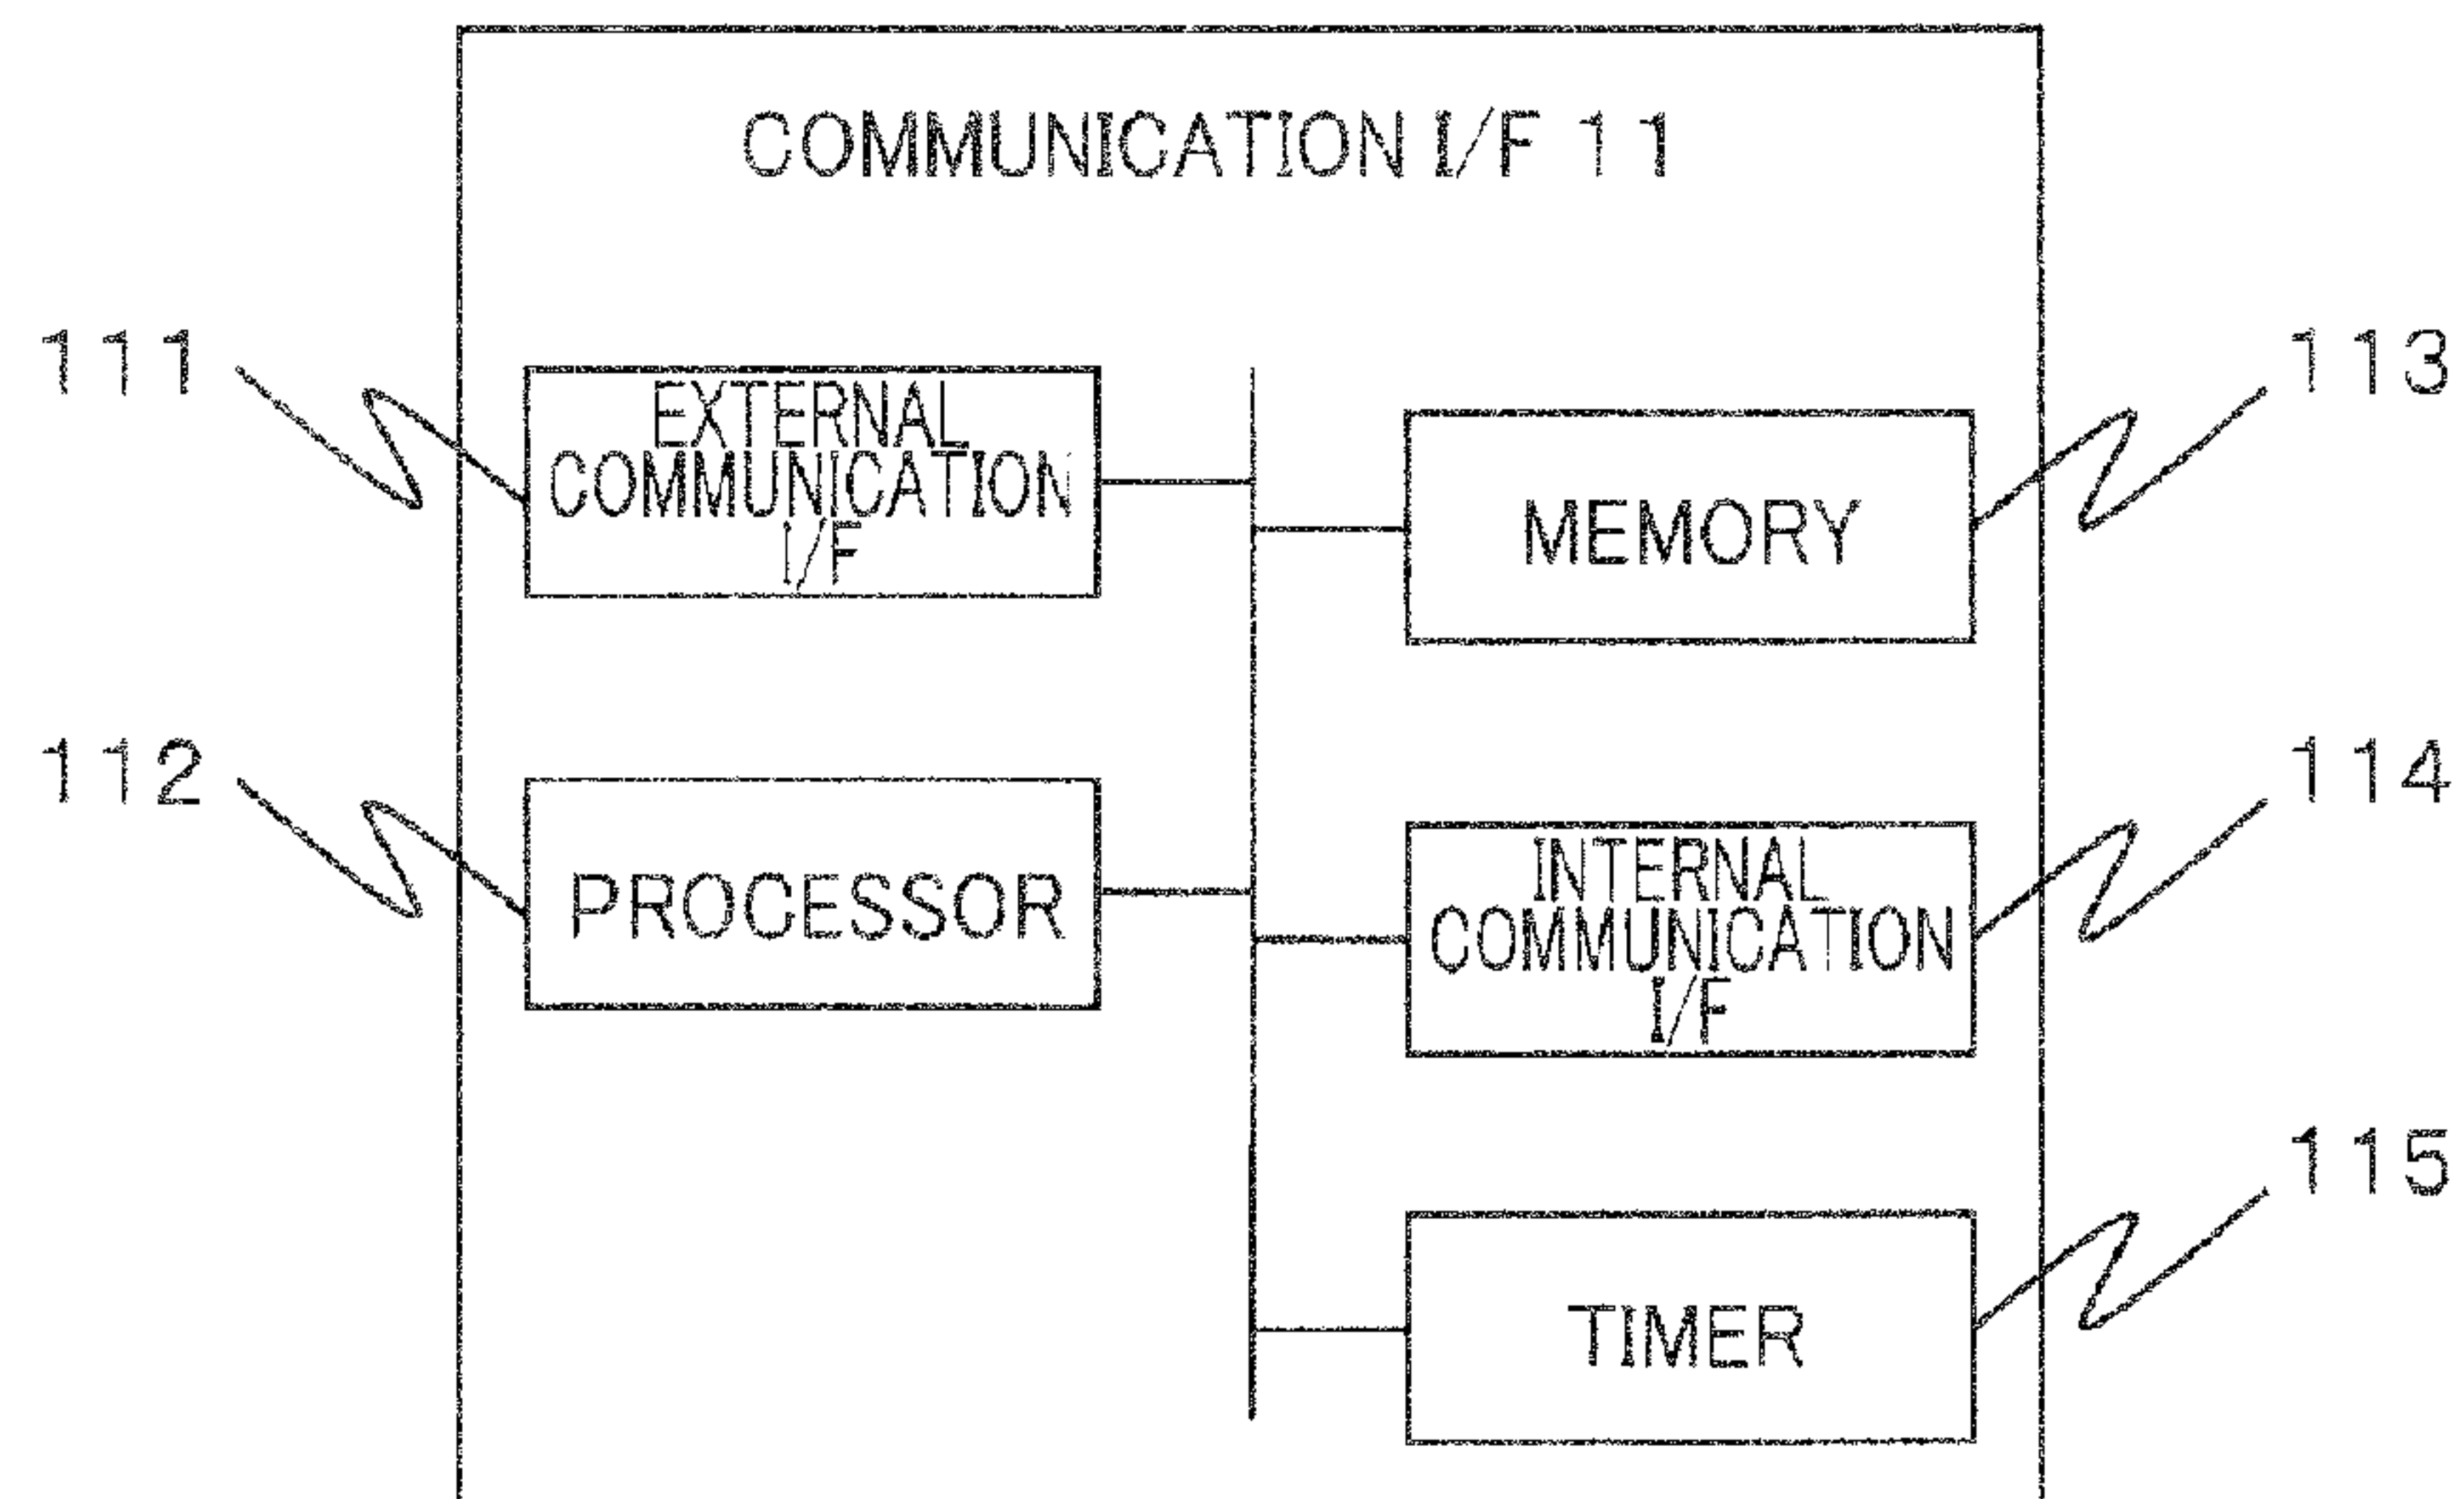 COMMUNICATION I/F 11
111
EXTERNAL
COMMUNICATION
I/F
113
MEMORY
112
PROCESSOR
114
INTERNAL
COMMUNICATION
I/F
115
TIMER